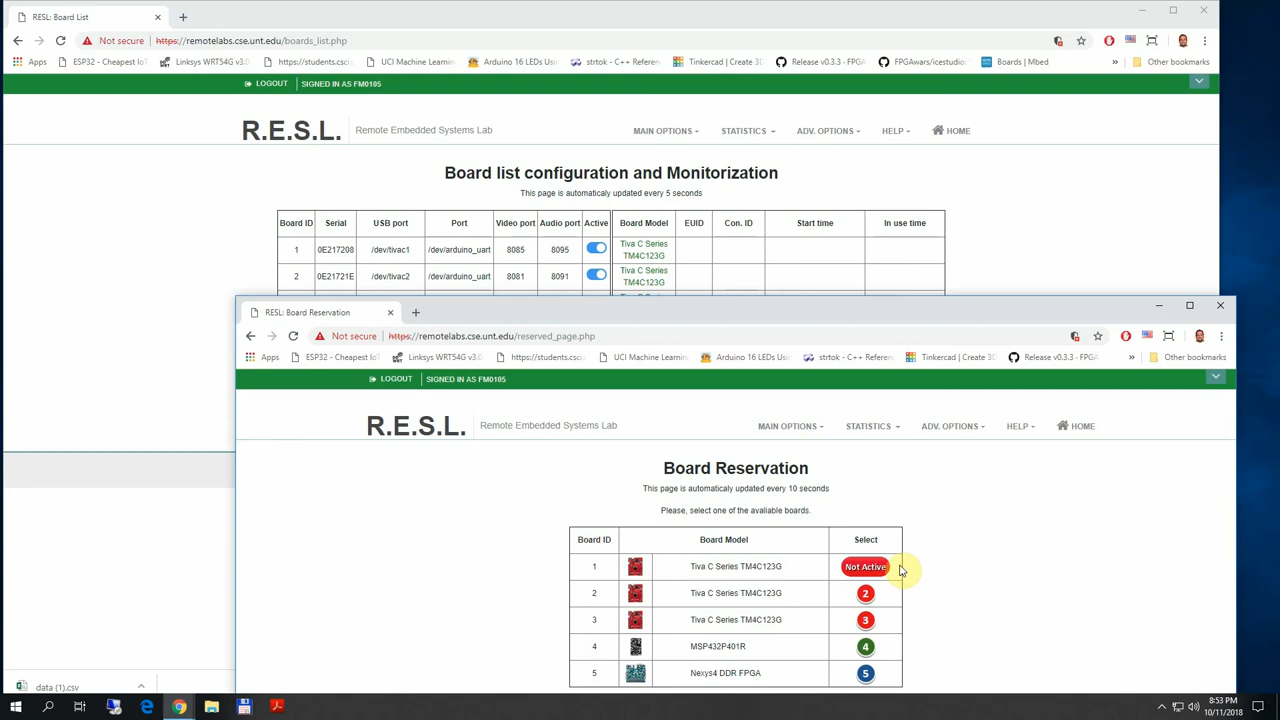 RESL: Board List
Not secure https://remotelabs.cse.unt.edu/boards_list.php
Apps ESP32 - Cheapest IoT Linksys WRT54G v3.0 https://students.csci UCI Machine Learning Arduino 16 LEDs Usin strtok - C++ Referen Tinkercad | Create 3D Release v0.3.3 · FPGA FPGAwars/icestudio: Boards | Mbed » Other bookmarks
LOGOUT SIGNED IN AS FM0105
R.E.S.L. Remote Embedded Systems Lab MAIN OPTIONS STATISTICS ADV. OPTIONS HELP HOME
Board list configuration and Monitorization
This page is automaticaly updated every 5 seconds
Board ID Serial USB port Port Video port Audio port Active Board Model EUID Con. ID Start time In use time
1 0E217208 /dev/tivac1 /dev/arduino_uart 8085 8095 Tiva C Series TM4C123G
2 0E21721E /dev/tivac2 /dev/arduino_uart 8081 8091 Tiva C Series TM4C123G
RESL: Board Reservation
Not secure https://remotelabs.cse.unt.edu/reserved_page.php
Apps ESP32 - Cheapest IoT Linksys WRT54G v3.0 https://students.csci UCI Machine Learning Arduino 16 LEDs Usin strtok - C++ Referen Tinkercad | Create 3D Release v0.3.3 · FPGA » Other bookmarks
LOGOUT SIGNED IN AS FM0105
R.E.S.L. Remote Embedded Systems Lab MAIN OPTIONS STATISTICS ADV. OPTIONS HELP HOME
Board Reservation
This page is automaticaly updated every 10 seconds
Please, select one of the avaliable boards.
Board ID Board Model Select
1 Tiva C Series TM4C123G Not Active
2 Tiva C Series TM4C123G 2
3 Tiva C Series TM4C123G 3
4 MSP432P401R 4
5 Nexys4 DDR FPGA 5
data (1).csv
8:53 PM
10/11/2018